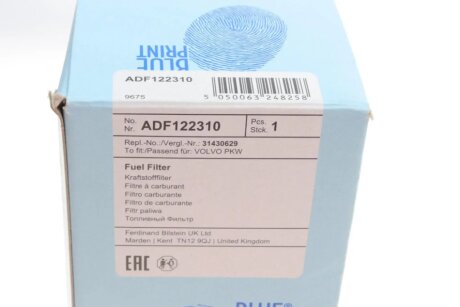 BLUE
PRINT
ADF122310
9675
5 050063 248258
No.
Nr. ADF122310
Pcs.
Stck. 1
Repl.-No./Vergl.-Nr.: 31430629
To fit:/Passend für: VOLVO PKW
Fuel Filter
Kraftstofffilter
Filtre à carburant
Filtro carburante
Filtro de carburante
Filtr paliwa
Топливный Фильтр
Ferdinand Bilstein UK Ltd.
Marden | Kent TN12 9QJ | United Kingdom
EAC
BLUE®